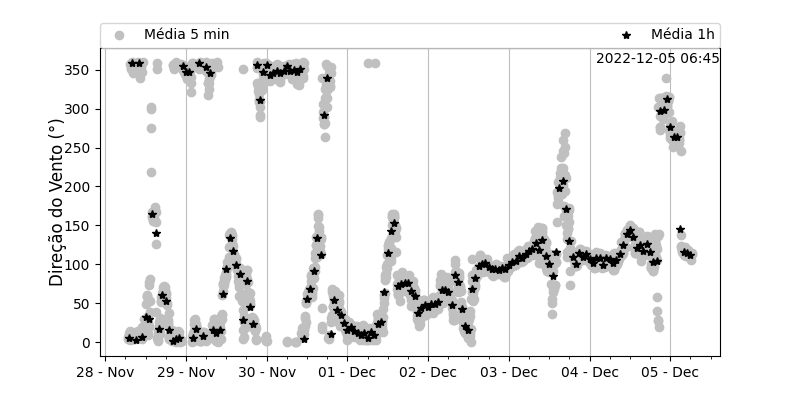 Média 5 min
Média 1h
2022-12-05 06:45
Direção do Vento (°)
350
300
250
200
150
100
50
0
28 - Nov
29 - Nov
30 - Nov
01 - Dec
02 - Dec
03 - Dec
04 - Dec
05 - Dec